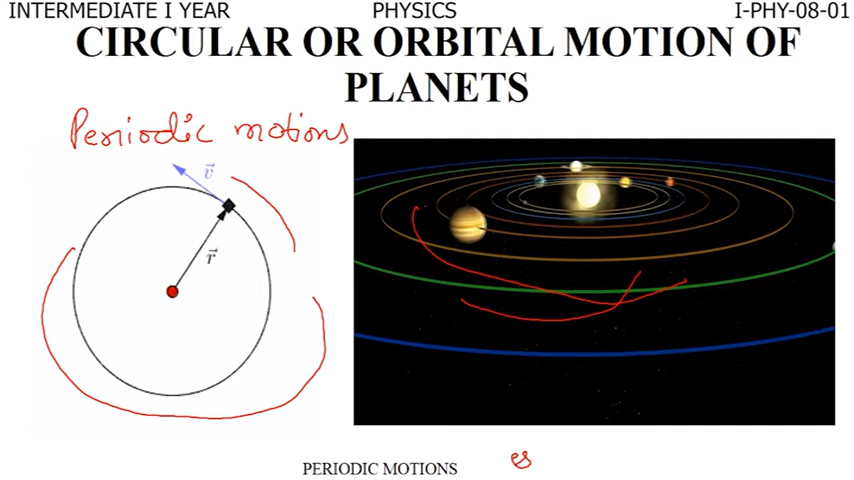 INTERMEDIATE I YEAR PHYSICS I-PHY-08-01
CIRCULAR OR ORBITAL MOTION OF
PLANETS
Periodic motions
v
r
PERIODIC MOTIONS